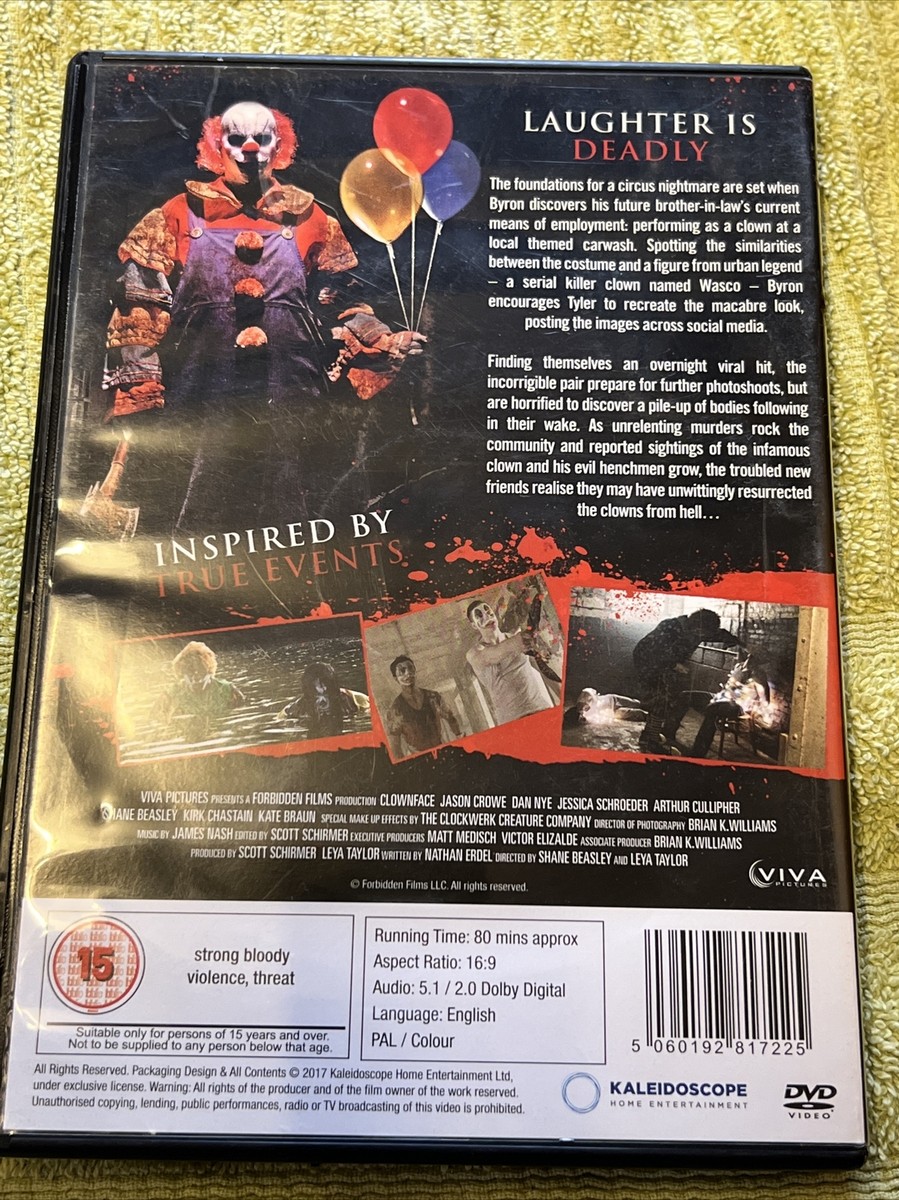 LAUGHTER IS
DEADLY
The foundations for a circus nightmare are set when
Byron discovers his future brother-in-law's current
means of employment: performing as a clown at a
local themed carwash. Spotting the similarities
between the costume and a figure from urban legend
– a serial killer clown named Wasco – Byron
encourages Tyler to recreate the macabre look,
posting the images across social media.
Finding themselves an overnight viral hit, the
incorrigible pair prepare for further photoshoots, but
are horrified to discover a pile-up of bodies following
in their wake. As unrelenting murders rock the
community and reported sightings of the infamous
clown and his evil henchmen grow, the troubled new
friends realise they may have unwittingly resurrected
the clowns from hell...
INSPIRED BY
TRUE EVENTS
VIVA PICTURES PRESENTS A FORBIDDEN FILMS PRODUCTION CLOWNFACE JASON CROWE DAN NYE JESSICA SCHROEDER ARTHUR CULLIPHER
SHANE BEASLEY KIRK CHASTAIN KATE BRAUN SPECIAL MAKE UP EFFECTS BY THE CLOCKWERK CREATURE COMPANY DIRECTOR OF PHOTOGRAPHY BRIAN K.WILLIAMS
MUSIC BY JAMES NASH EDITED BY SCOTT SCHIRMER EXECUTIVE PRODUCERS MATT MEDISCH VICTOR ELIZALDE ASSOCIATE PRODUCER BRIAN K.WILLIAMS
PRODUCED BY SCOTT SCHIRMER LEYA TAYLOR WRITTEN BY NATHAN ERDEL DIRECTED BY SHANE BEASLEY AND LEYA TAYLOR
© Forbidden Films LLC. All rights reserved.
VIVA
PICTURES
15
strong bloody
violence, threat
Suitable only for persons of 15 years and over.
Not to be supplied to any person below that age.
Running Time: 80 mins approx
Aspect Ratio: 16:9
Audio: 5.1 / 2.0 Dolby Digital
Language: English
PAL / Colour
5 060192 817225
All Rights Reserved. Packaging Design & All Contents © 2017 Kaleidoscope Home Entertainment Ltd,
under exclusive license. Warning: All rights of the producer and of the film owner of the work reserved.
Unauthorised copying, lending, public performances, radio or TV broadcasting of this video is prohibited.
KALEIDOSCOPE
HOME ENTERTAINMENT
DVD
VIDEO